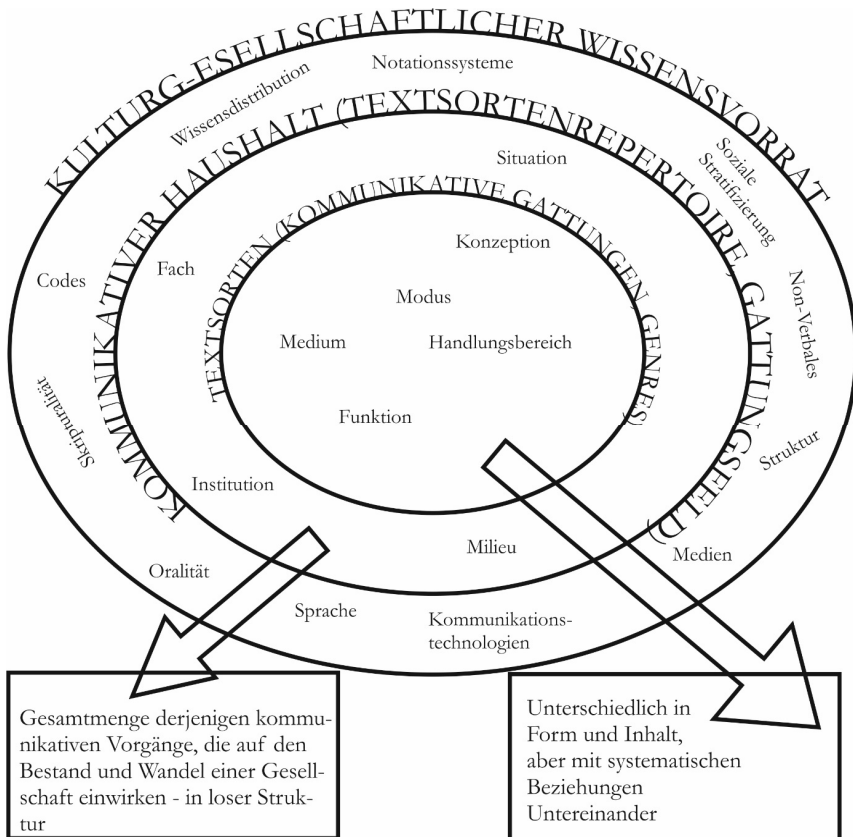 KULTURG-ESELLSCHAFTLICHER WISSENSVORRAT
Notationssysteme
Wissensdistribution
Soziale
Stratifizierung
Codes
Non-Verbales
Skripturalität
Struktur
Oralität
Medien
Sprache
Kommunikations-
technologien
KOMMUNIKATIVER HAUSHALT (TEXTSORTENREPERTOIRE, GATTUNGSFELD)
Situation
Fach
Institution
Milieu
TEXTSORTEN (KOMMUNIKATIVE GATTUNGEN, GENRES)
Konzeption
Modus
Medium
Handlungsbereich
Funktion
Gesamtmenge derjenigen kommu-
nikativen Vorgänge, die auf den
Bestand und Wandel einer Gesell-
schaft einwirken - in loser Struk-
tur
Unterschiedlich in
Form und Inhalt,
aber mit systematischen
Beziehungen
Untereinander